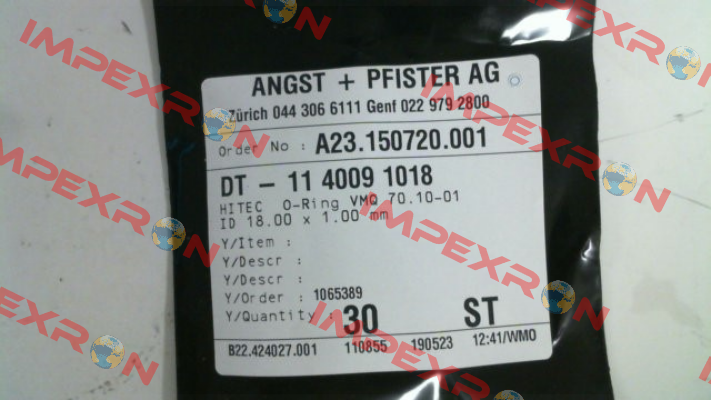 ANGST + PFISTER AG
Zürich 044 306 6111 Genf 022 979 2800
Order No : A23.150720.001
DT - 11 4009 1018
HITEC O-Ring VMQ 70.10-01
ID 18.00 x 1.00 mm
Y/Item :
Y/Descr :
Y/Descr :
Y/Order : 1065389
Y/Quantity : 30 ST
B22.424027.001 110855 190523 12:41/WMO
IMPEXRON
IMPEXRON
IMPEXRON
IMPEXRON
IMPEXRON
IMPEXRON